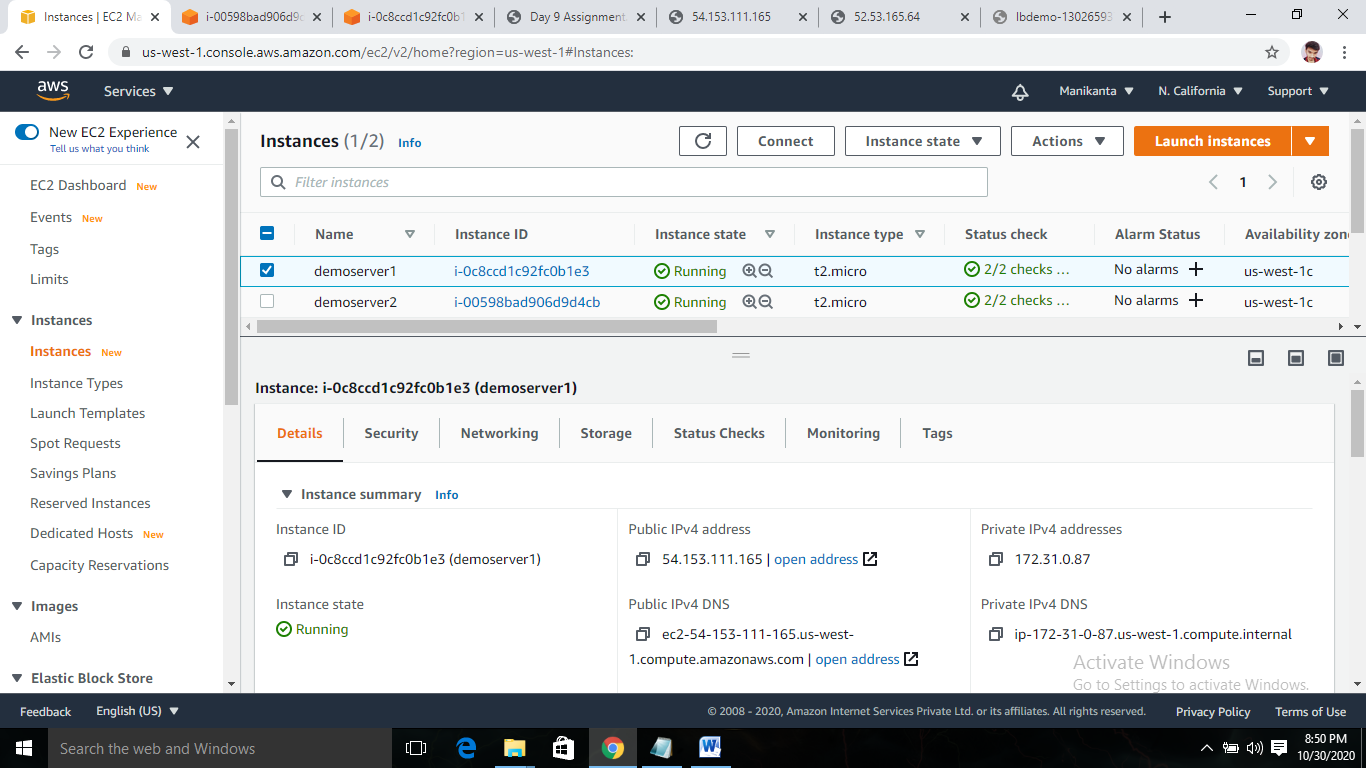 Instances | EC2 Ma
i-00598bad906d9d
i-0c8ccd1c92fc0b1
Day 9 Assignment.
54.153.111.165
52.53.165.64
lbdemo-13026593
us-west-1.console.aws.amazon.com/ec2/v2/home?region=us-west-1#Instances:
aws Services Manikanta N. California Support
New EC2 Experience
Tell us what you think
EC2 Dashboard New
Events New
Tags
Limits
Instances
Instances New
Instance Types
Launch Templates
Spot Requests
Savings Plans
Reserved Instances
Dedicated Hosts New
Capacity Reservations
Images
AMIs
Elastic Block Store
Instances (1/2) Info Connect Instance state Actions Launch instances
Filter instances 1
Name Instance ID Instance state Instance type Status check Alarm Status Availability zon
demoserver1 i-0c8ccd1c92fc0b1e3 Running t2.micro 2/2 checks ... No alarms us-west-1c
demoserver2 i-00598bad906d9d4cb Running t2.micro 2/2 checks ... No alarms us-west-1c
Instance: i-0c8ccd1c92fc0b1e3 (demoserver1)
Details Security Networking Storage Status Checks Monitoring Tags
Instance summary Info
Instance ID
i-0c8ccd1c92fc0b1e3 (demoserver1)
Public IPv4 address
54.153.111.165 | open address
Private IPv4 addresses
172.31.0.87
Instance state
Running
Public IPv4 DNS
ec2-54-153-111-165.us-west-
1.compute.amazonaws.com | open address
Private IPv4 DNS
ip-172-31-0-87.us-west-1.compute.internal
Activate Windows
Go to Settings to activate Windows.
Feedback English (US) © 2008 - 2020, Amazon Internet Services Private Ltd. or its affiliates. All rights reserved. Privacy Policy Terms of Use
Search the web and Windows
8:50 PM
10/30/2020